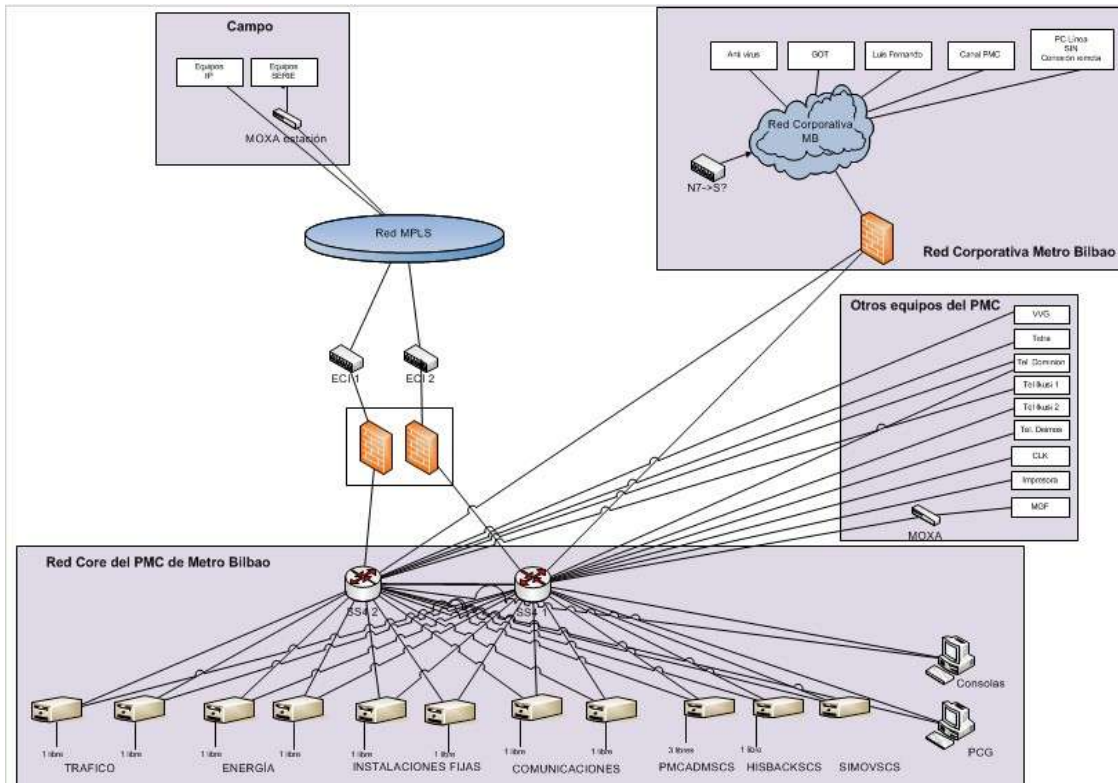 Campo
Equipos
IP
Equipos
SERIE
MOXA estación
Anti virus
GOT
Luis Fernando
Canal PMC
PC Línea
SIN
Conexión remota
Red Corporativa
MB
N7->S?
Red Corporativa Metro Bilbao
Red MPLS
ECI 1
ECI 2
Otros equipos del PMC
VVG
Tetra
Tel. Dominion
Tel Ikusi 1
Tel Ikusi 2
Tel. Deimos
CLK
Impresora
MGF
MOXA
Red Core del PMC de Metro Bilbao
SS4 2
SS4 1
Consolas
PCG
1 libre
1 libre
1 libre
1 libre
1 libre
1 libre
1 libre
1 libre
3 libres
1 libre
TRAFICO
ENERGÍA
INSTALACIONES FIJAS
COMUNICACIONES
PMCADMSCS
HISBACKSCS
SIMOVSCS